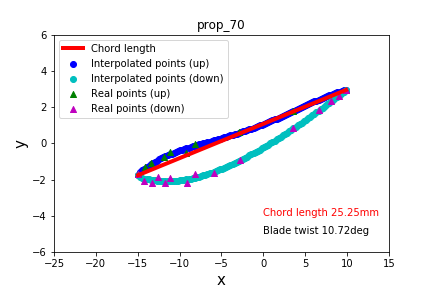 prop_70
Chord length
Interpolated points (up)
Interpolated points (down)
Real points (up)
Real points (down)
6
4
2
0
−2
−4
−6
y
Chord length 25.25mm
Blade twist 10.72deg
−25 −20 −15 −10 −5 0 5 10 15
x